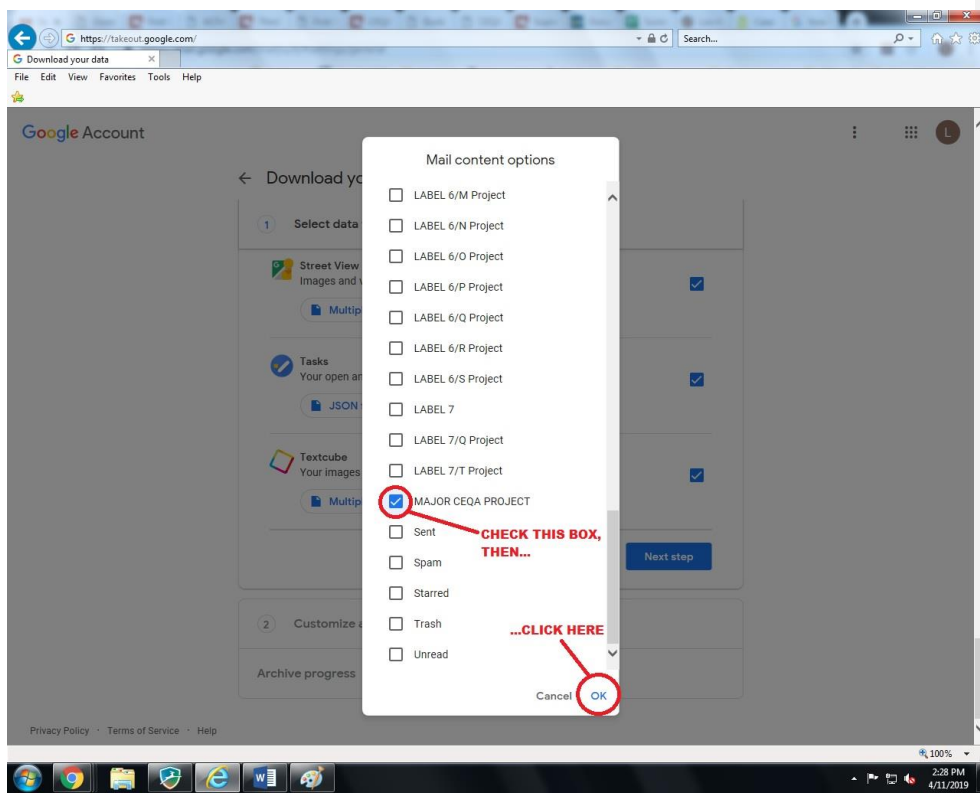 https://takeout.google.com/
Search...
Download your data
File Edit View Favorites Tools Help
Google Account
L
Mail content options
Download yo
LABEL 6/M Project
1 Select data
LABEL 6/N Project
LABEL 6/O Project
Street View
Images and v
LABEL 6/P Project
Multip
LABEL 6/Q Project
LABEL 6/R Project
Tasks
Your open an
LABEL 6/S Project
JSON
LABEL 7
LABEL 7/Q Project
Textcube
Your images
LABEL 7/T Project
Multip
MAJOR CEQA PROJECT
Sent
CHECK THIS BOX,
THEN...
Spam
Next step
Starred
2 Customize a
Trash
...CLICK HERE
Unread
Archive progress
Cancel OK
Privacy Policy · Terms of Service · Help
100%
2:28 PM
4/11/2019